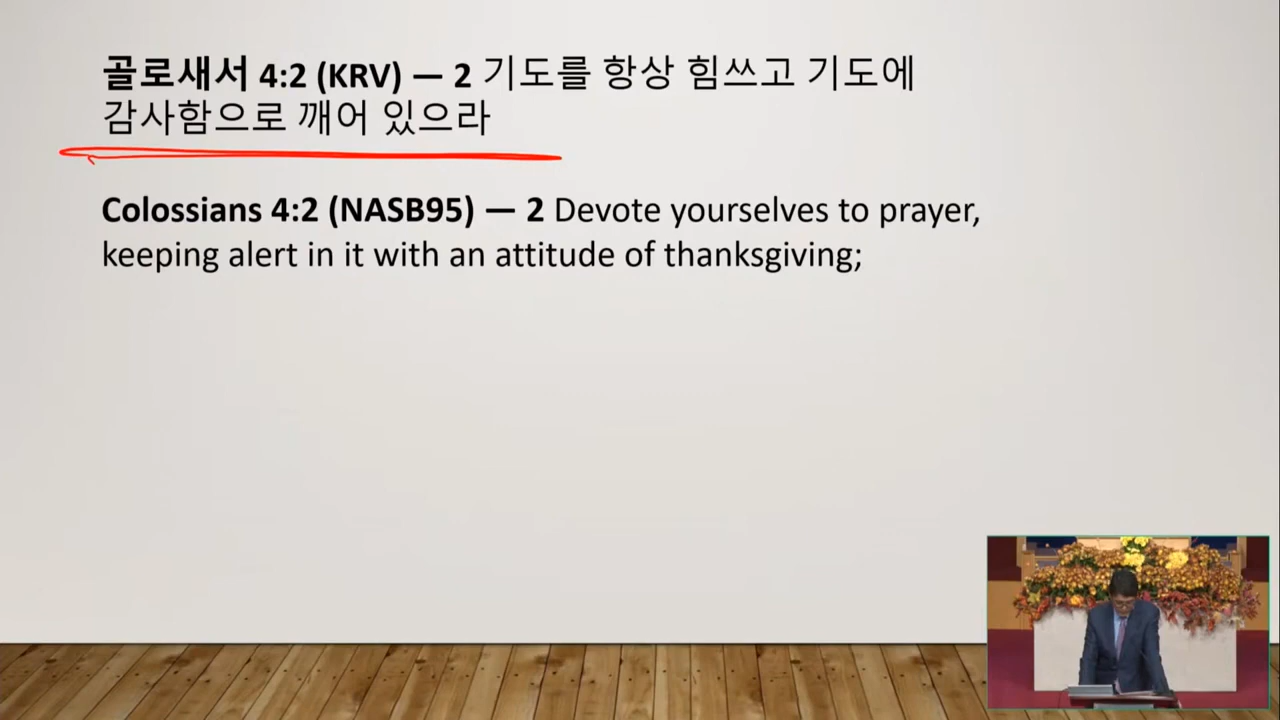 골로새서 4:2 (KRV) — 2 기도를 항상 힘쓰고 기도에
감사함으로 깨어 있으라
Colossians 4:2 (NASB95) — 2 Devote yourselves to prayer,
keeping alert in it with an attitude of thanksgiving;